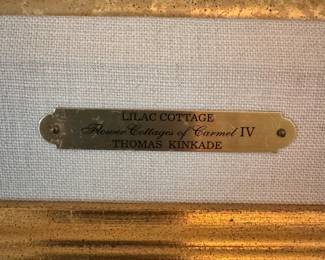 LILAC COTTAGE
Flower Cottages of Carmel IV
THOMAS KINKADE